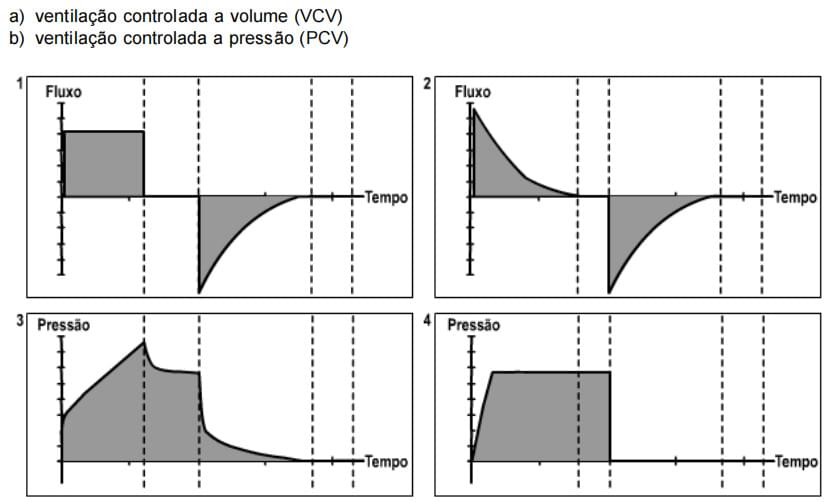 a) ventilação controlada a volume (VCV)
b) ventilação controlada a pressão (PCV)
1
Fluxo
Tempo
2
Fluxo
Tempo
3
Pressão
Tempo
4
Pressão
Tempo